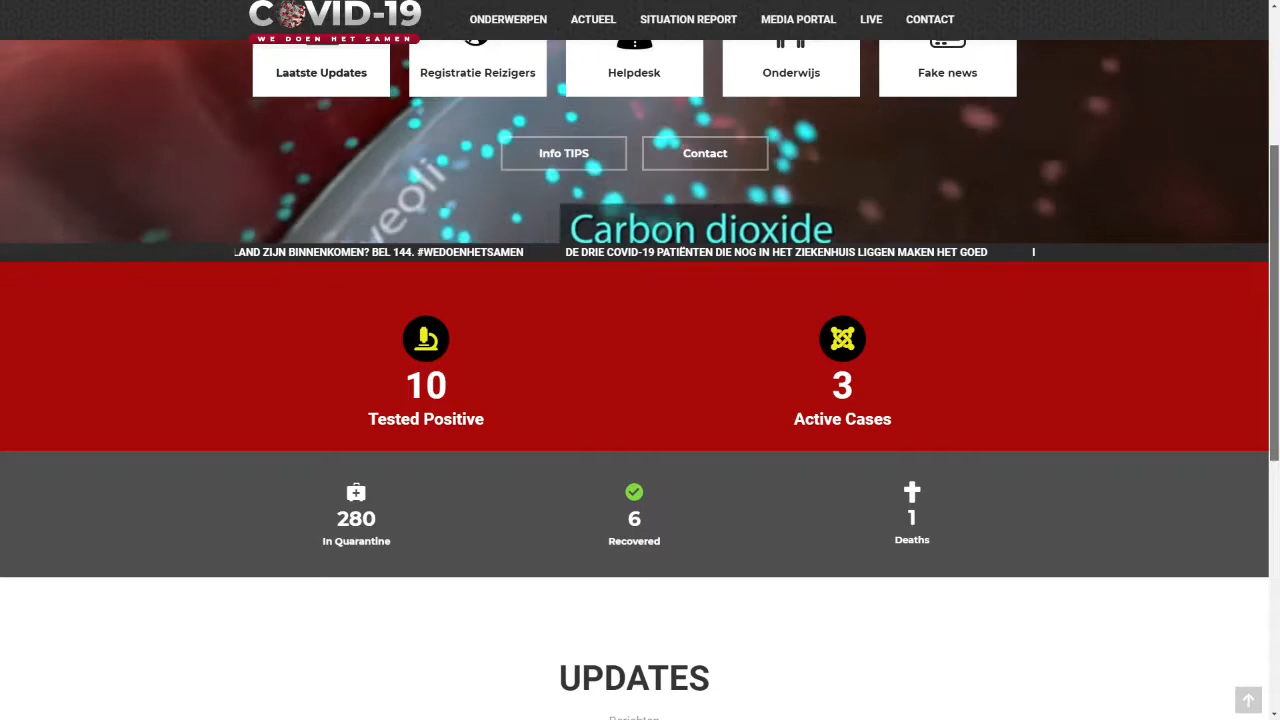 COVID-19
WE DOEN HET SAMEN
ONDERWERPEN ACTUEEL SITUATION REPORT MEDIA PORTAL LIVE CONTACT
Laatste Updates
Registratie Reizigers
Helpdesk
Onderwijs
Fake news
Info TIPS
Contact
veoli
Carbon dioxide
LAND ZIJN BINNENKOMEN? BEL 144. #WEDOENHETSAMEN DE DRIE COVID-19 PATIËNTEN DIE NOG IN HET ZIEKENHUIS LIGGEN MAKEN HET GOED
10
Tested Positive
3
Active Cases
280
In Quarantine
6
Recovered
1
Deaths
UPDATES
Berichten